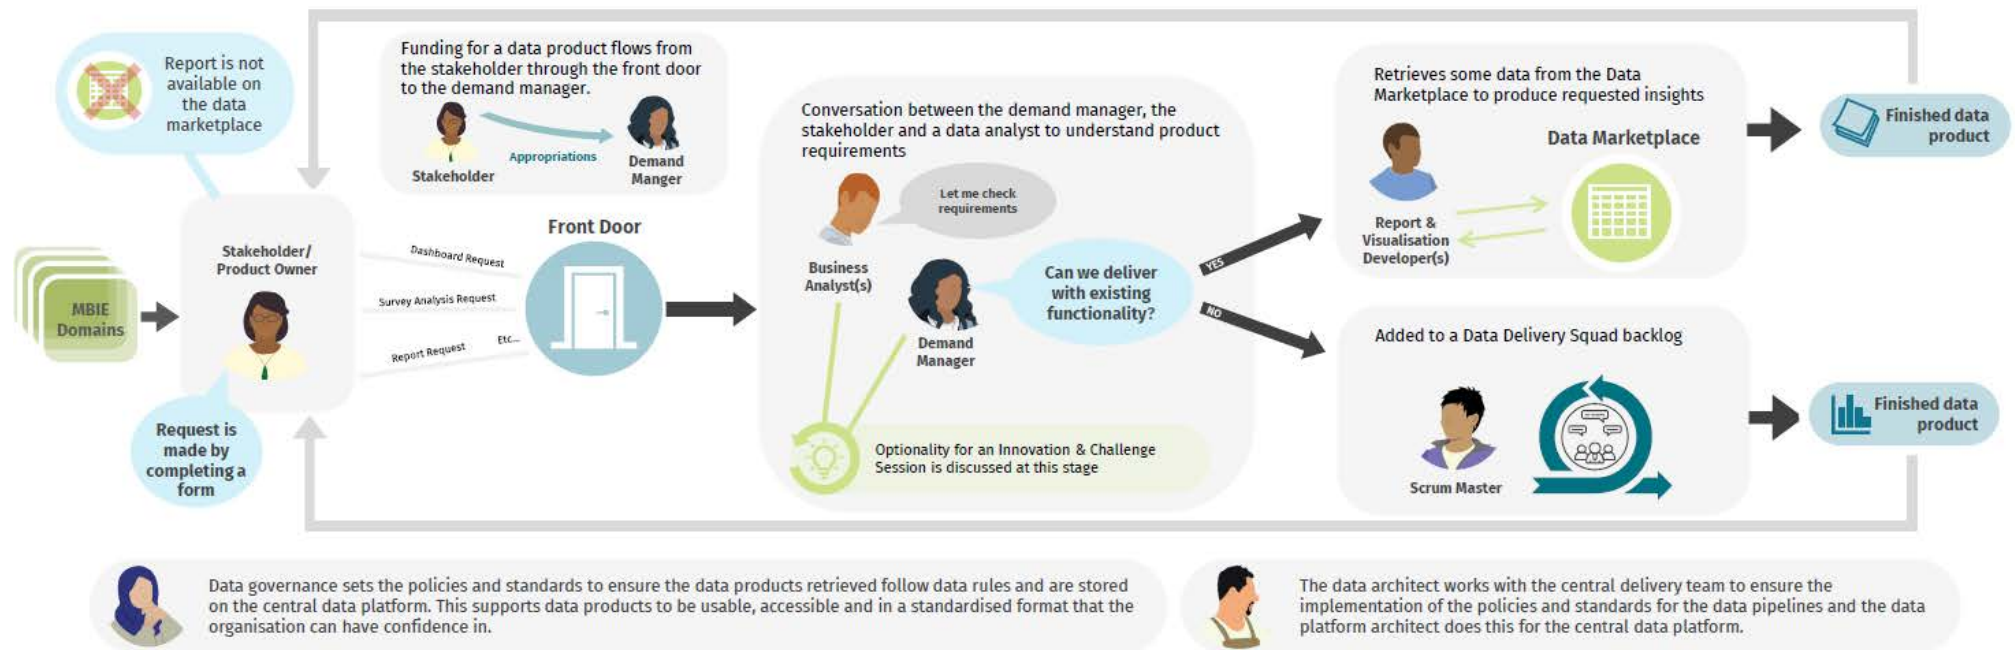 Report is not
available on
the data
marketplace
Funding for a data product flows from
the stakeholder through the front door
to the demand manager.
Stakeholder
Appropriations
Demand
Manger
MBIE
Domains
Stakeholder/
Product Owner
Request is
made by
completing a
form
Dashboard Request
Survey Analysis Request
Report Request
Etc...
Front Door
Conversation between the demand manager, the
stakeholder and a data analyst to understand product
requirements
Let me check
requirements
Business
Analyst(s)
Demand
Manager
Can we deliver
with existing
functionality?
Optionality for an Innovation & Challenge
Session is discussed at this stage
YES
NO
Retrieves some data from the Data
Marketplace to produce requested insights
Data Marketplace
Report &
Visualisation
Developer(s)
Finished data
product
Added to a Data Delivery Squad backlog
Scrum Master
Finished data
product
Data governance sets the policies and standards to ensure the data products retrieved follow data rules and are stored
on the central data platform. This supports data products to be usable, accessible and in a standardised format that the
organisation can have confidence in.
The data architect works with the central delivery team to ensure the
implementation of the policies and standards for the data pipelines and the data
platform architect does this for the central data platform.